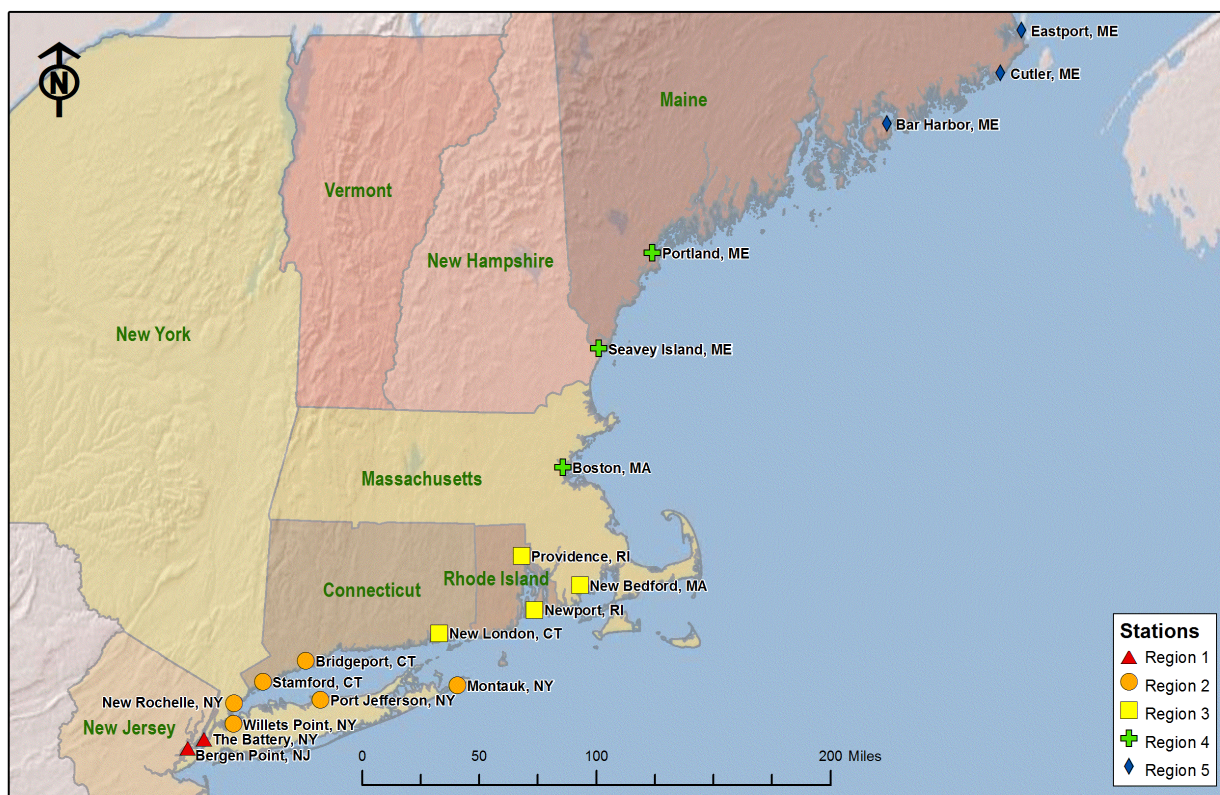 N
Eastport, ME
Cutler, ME
Maine
Bar Harbor, ME
Vermont
Portland, ME
New Hampshire
New York
Seavey Island, ME
Boston, MA
Massachusetts
Providence, RI
Rhode Island
New Bedford, MA
Connecticut
Newport, RI
New London, CT
Bridgeport, CT
Stamford, CT
Montauk, NY
New Rochelle, NY
Port Jefferson, NY
Willets Point, NY
New Jersey
The Battery, NY
Bergen Point, NJ
0 50 100 200 Miles
Stations
Region 1
Region 2
Region 3
Region 4
Region 5